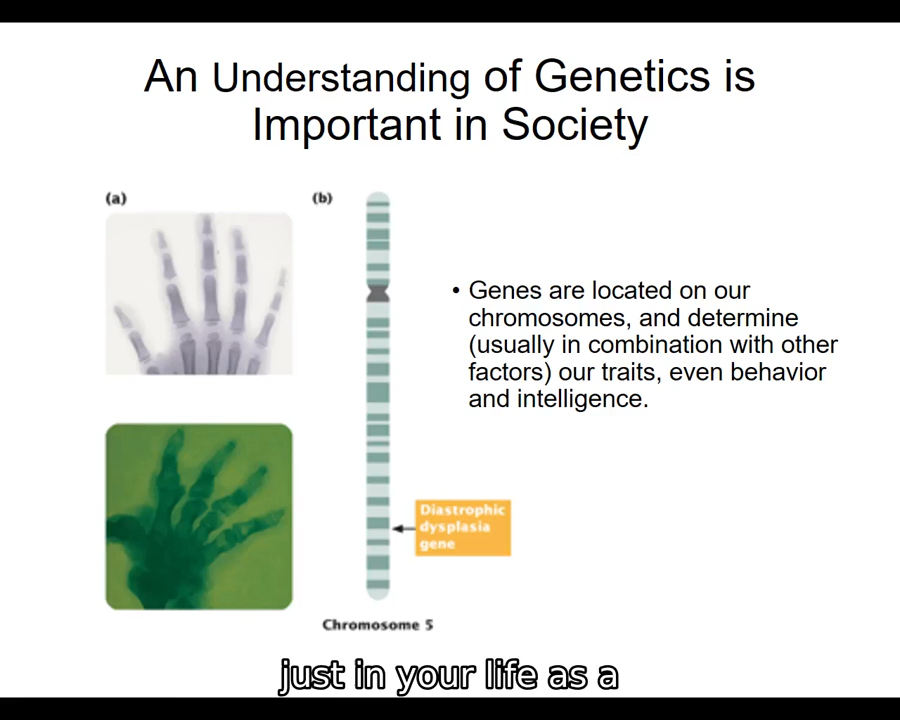 An Understanding of Genetics is
Important in Society
(a)
(b)
• Genes are located on our
chromosomes, and determine
(usually in combination with other
factors) our traits, even behavior
and intelligence.
Diastrophic
dysplasia
gene
Chromosome 5
just in your life as a